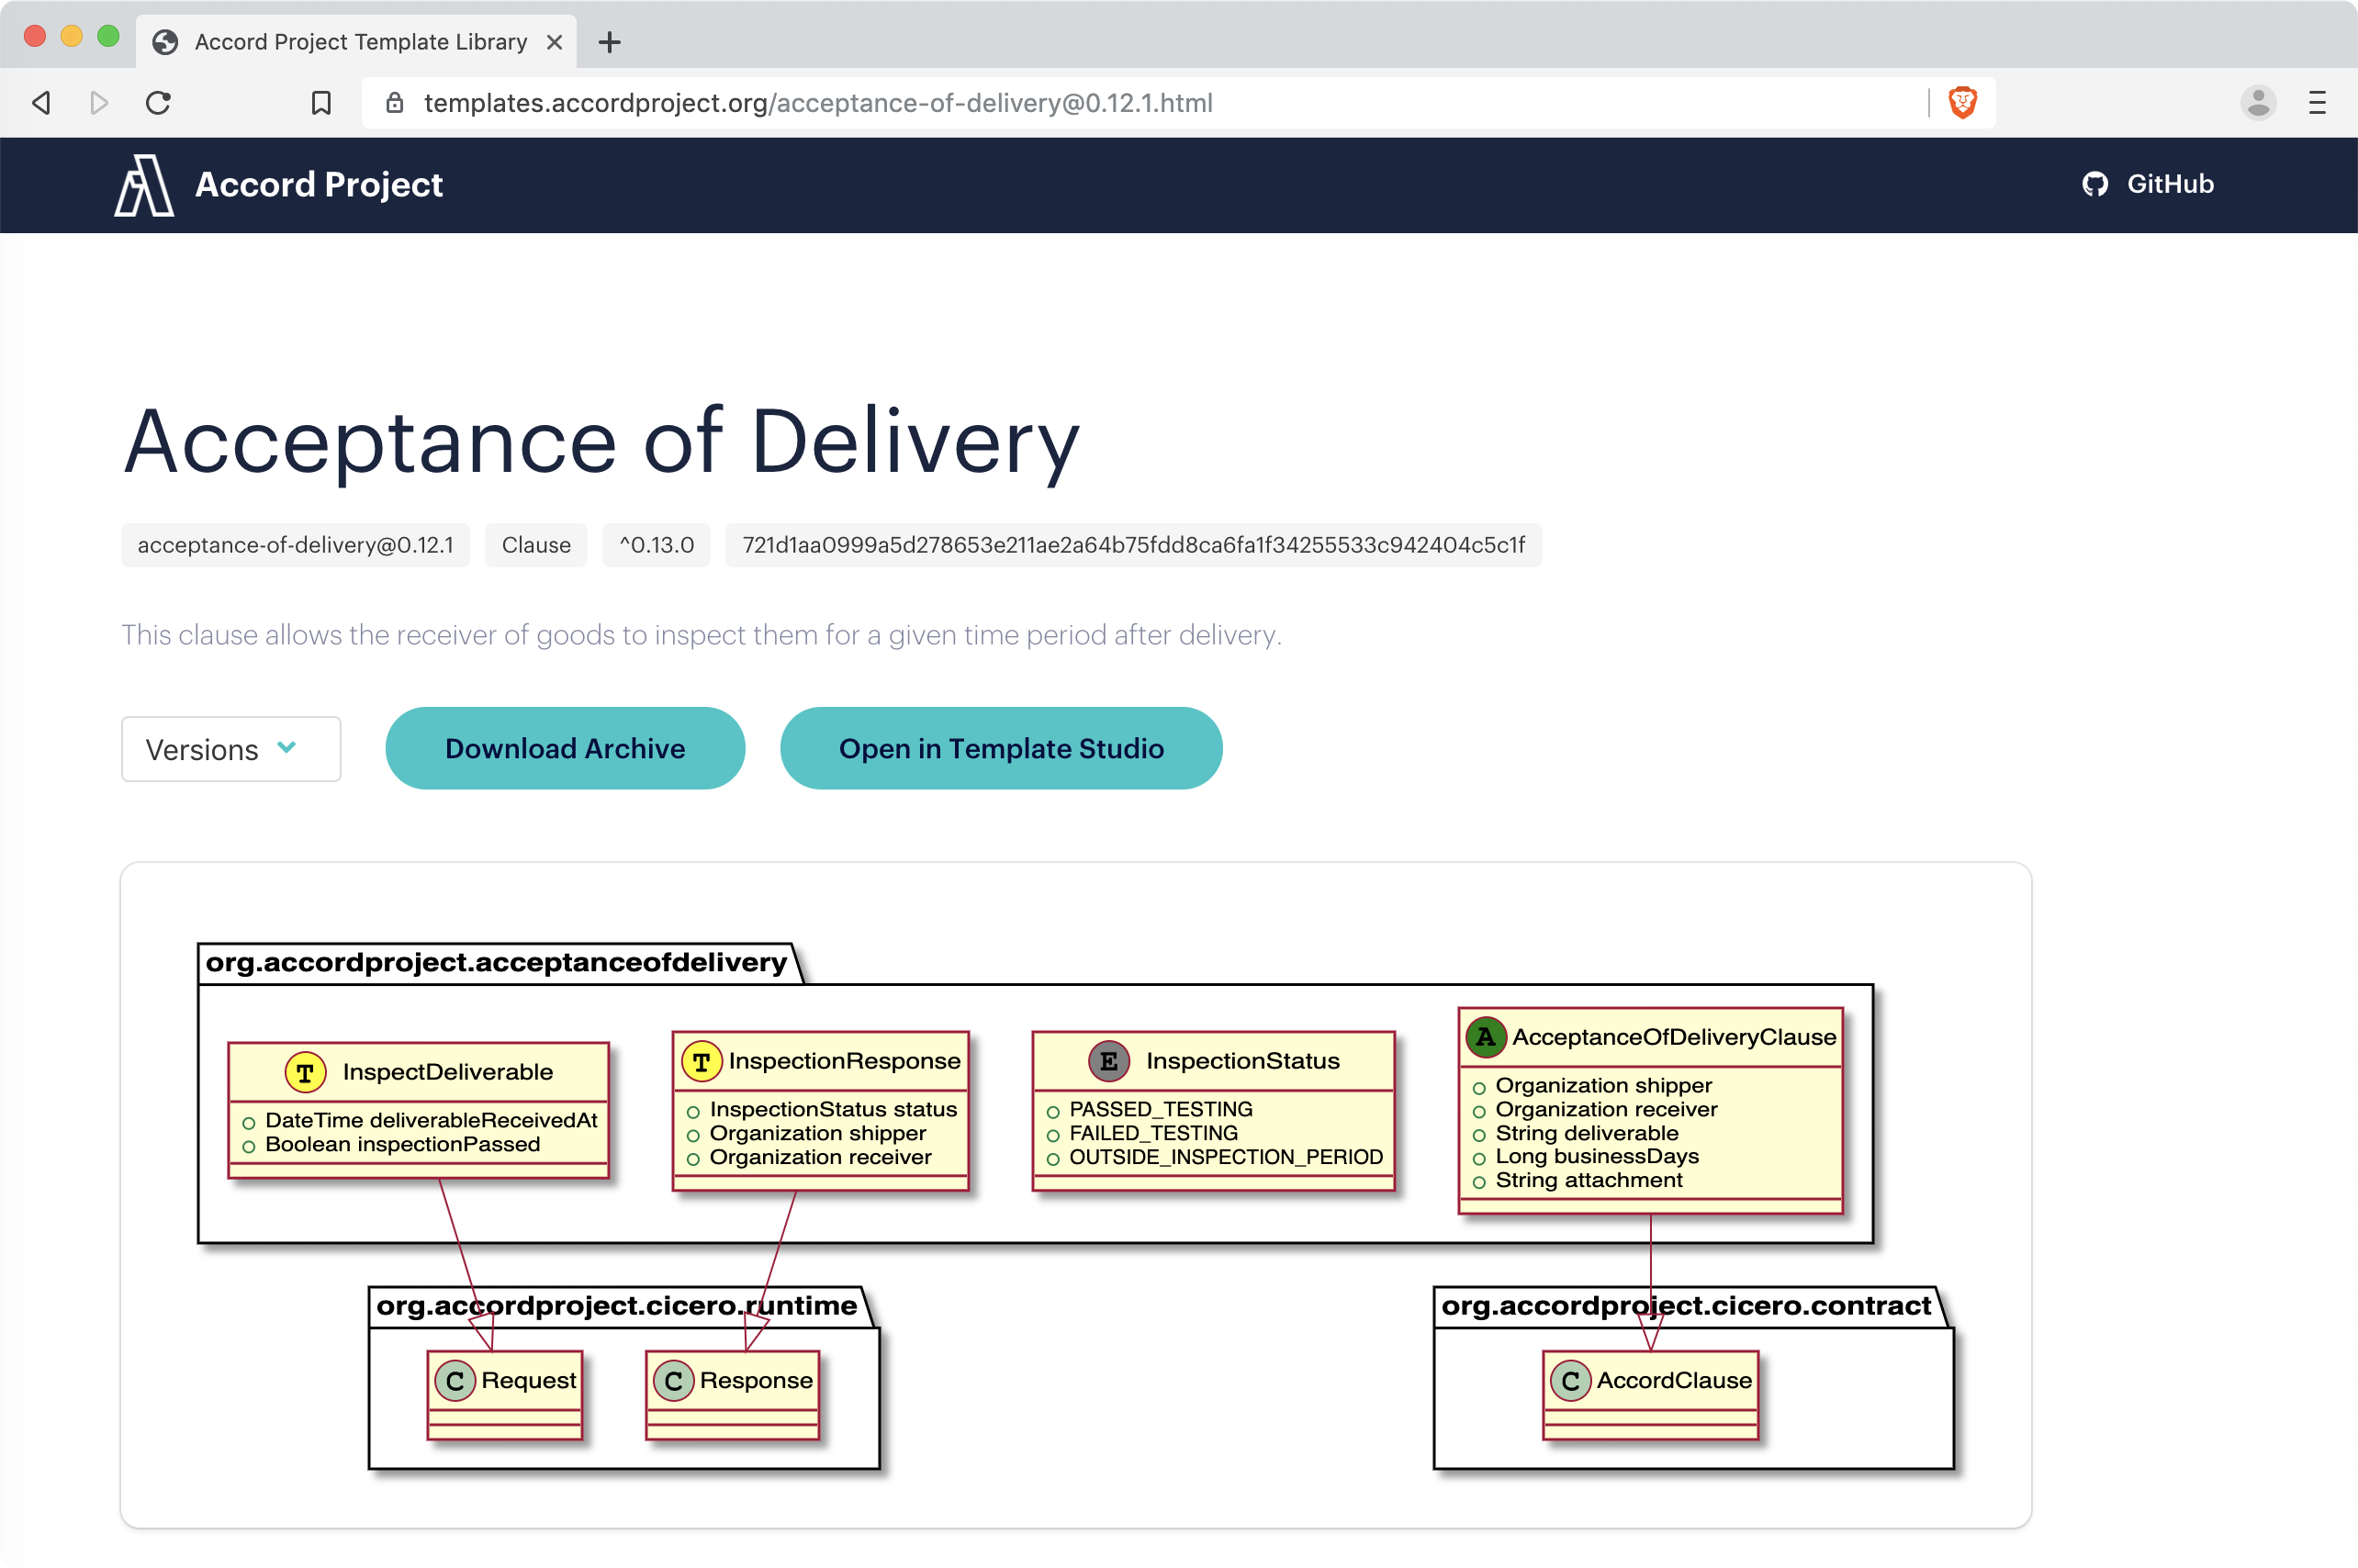 Accord Project Template Library
templates.accordproject.org/acceptance-of-delivery@0.12.1.html
Accord Project
GitHub
Acceptance of Delivery
acceptance-of-delivery@0.12.1
Clause
^0.13.0
721d1aa0999a5d278653e211ae2a64b75fdd8ca6fa1f34255533c942404c5c1f
This clause allows the receiver of goods to inspect them for a given time period after delivery.
Versions
Download Archive
Open in Template Studio
org.accordproject.acceptanceofdelivery
T InspectDeliverable
DateTime deliverableReceivedAt
Boolean inspectionPassed
T InspectionResponse
InspectionStatus status
Organization shipper
Organization receiver
E InspectionStatus
PASSED_TESTING
FAILED_TESTING
OUTSIDE_INSPECTION_PERIOD
A AcceptanceOfDeliveryClause
Organization shipper
Organization receiver
String deliverable
Long businessDays
String attachment
org.accordproject.cicero.runtime
C Request
C Response
org.accordproject.cicero.contract
C AccordClause